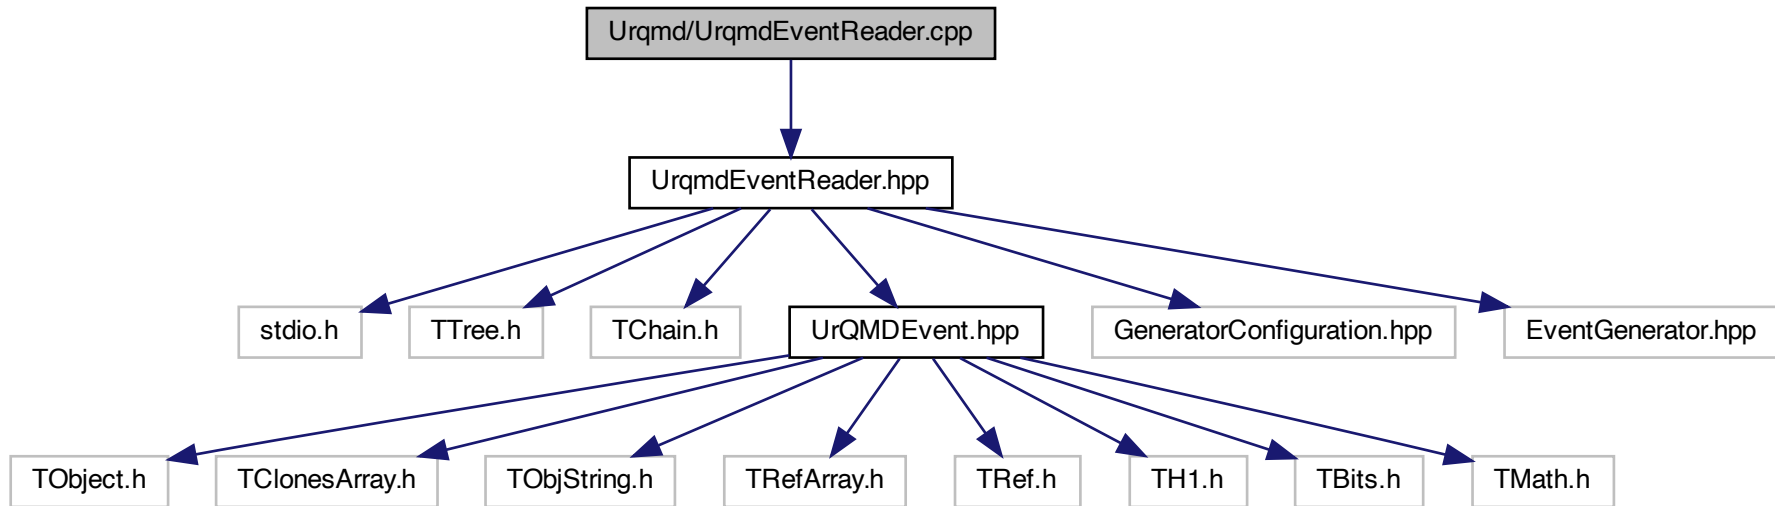 Urqmd/UrqmdEventReader.cpp
UrqmdEventReader.hpp
stdio.h
TTree.h
TChain.h
UrQMDEvent.hpp
GeneratorConfiguration.hpp
EventGenerator.hpp
TObject.h
TClonesArray.h
TObjString.h
TRefArray.h
TRef.h
TH1.h
TBits.h
TMath.h